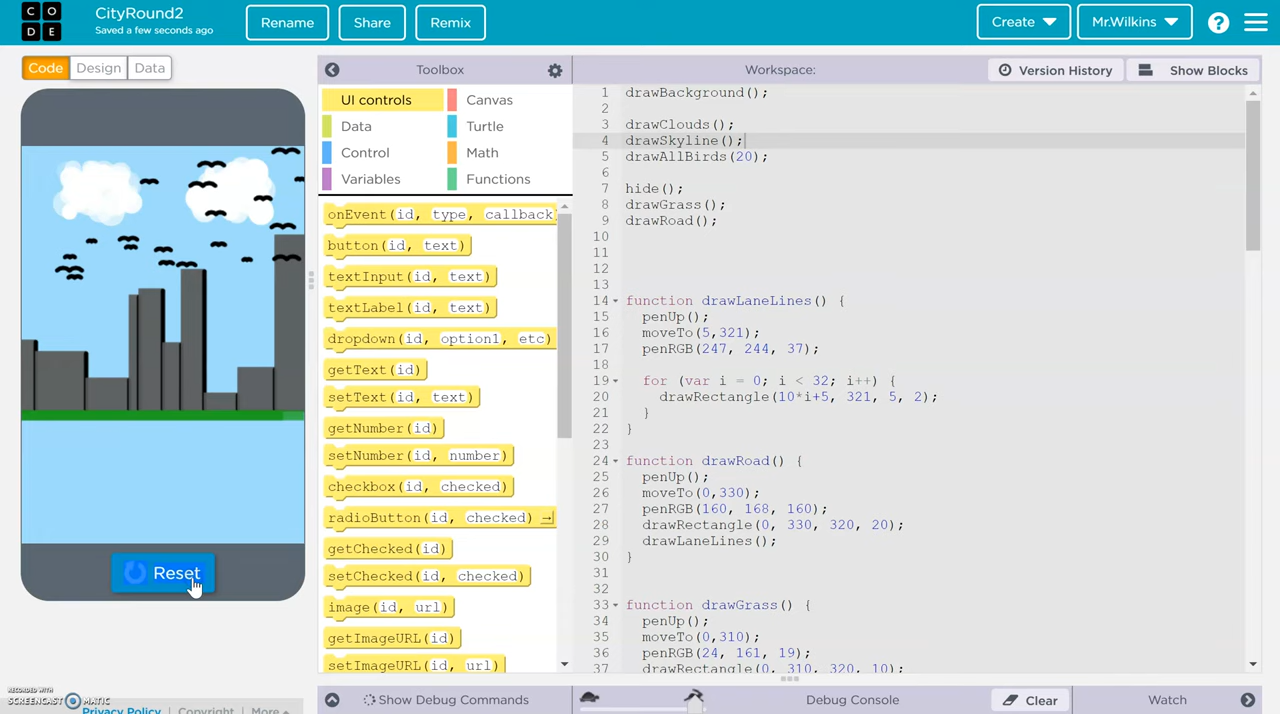 CODE
CityRound2
Saved a few seconds ago
Rename
Share
Remix
Create
Mr.Wilkins
?
Code
Design
Data
Toolbox
Workspace:
Version History
Show Blocks
UI controls
Canvas
Data
Turtle
Control
Math
Variables
Functions
onEvent(id, type, callback
button(id, text)
textInput(id, text)
textLabel(id, text)
dropdown(id, option1, etc)
getText(id)
setText(id, text)
getNumber(id)
setNumber(id, number)
checkbox(id, checked)
radioButton(id, checked)
getChecked(id)
setChecked(id, checked)
image(id, url)
getImageURL(id)
setImageURL(id, url)
1 drawBackground();
2
3 drawClouds();
4 drawSkyline();
5 drawAllBirds(20);
6
7 hide();
8 drawGrass();
9 drawRoad();
10
11
12
13
14 function drawLaneLines() {
15 penUp();
16 moveTo(5,321);
17 penRGB(247, 244, 37);
18
19 for (var i = 0; i < 32; i++) {
20 drawRectangle(10*i+5, 321, 5, 2);
21 }
22 }
23
24 function drawRoad() {
25 penUp();
26 moveTo(0,330);
27 penRGB(160, 168, 160);
28 drawRectangle(0, 330, 320, 20);
29 drawLaneLines();
30 }
31
32
33 function drawGrass() {
34 penUp();
35 moveTo(0,310);
36 penRGB(24, 161, 19);
37 drawRectangle(0, 310, 320, 10);
Reset
Show Debug Commands
Debug Console
Clear
Watch
RECORDED WITH
SCREENCAST MATIC
Privacy Policy
Copyright
More